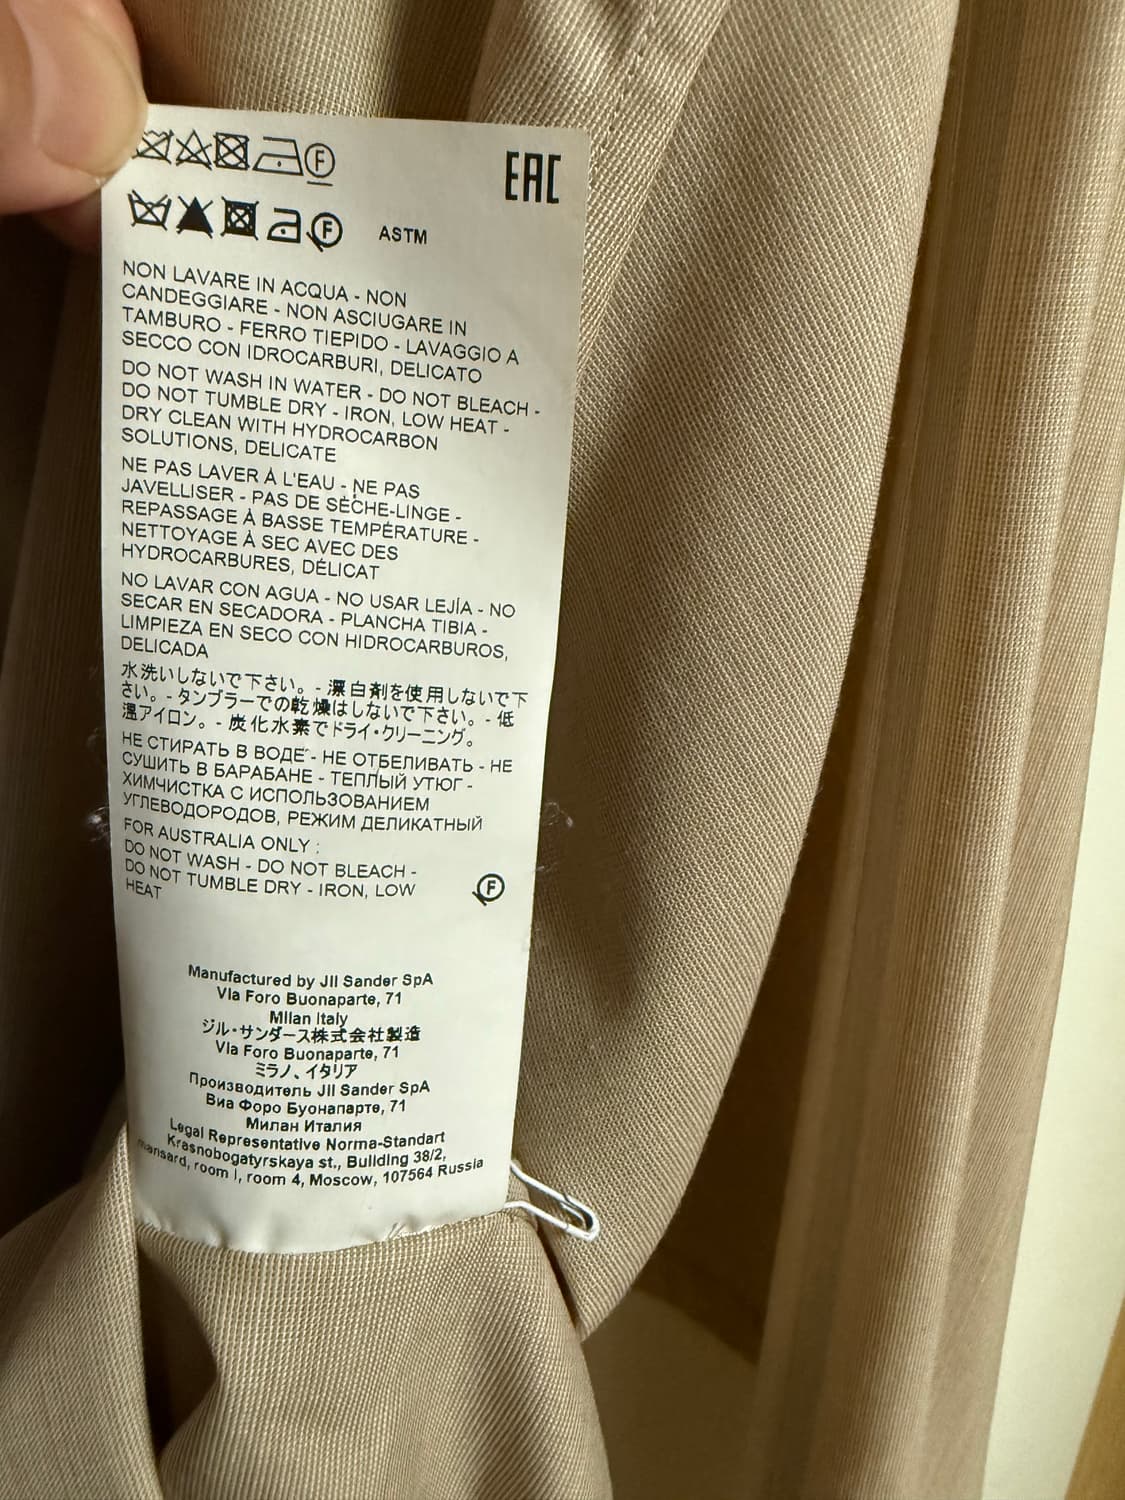 F
EAC
F ASTM
NON LAVARE IN ACQUA - NON
CANDEGGIARE - NON ASCIUGARE IN
TAMBURO - FERRO TIEPIDO - LAVAGGIO A
SECCO CON IDROCARBURI, DELICATO
DO NOT WASH IN WATER - DO NOT BLEACH -
DO NOT TUMBLE DRY - IRON, LOW HEAT -
DRY CLEAN WITH HYDROCARBON
SOLUTIONS, DELICATE
NE PAS LAVER À L'EAU - NE PAS
JAVELLISER - PAS DE SÈCHE-LINGE -
REPASSAGE À BASSE TEMPÉRATURE -
NETTOYAGE À SEC AVEC DES
HYDROCARBURES, DÉLICAT
NO LAVAR CON AGUA - NO USAR LEJÍA - NO
SECAR EN SECADORA - PLANCHA TIBIA -
LIMPIEZA EN SECO CON HIDROCARBUROS,
DELICADA
水洗いしないで下さい。- 漂白剤を使用しないで下
さい。- タンブラーでの乾燥はしないで下さい。- 低
温アイロン。- 炭化水素でドライ・クリーニング。
НЕ СТИРАТЬ В ВОДЕ - НЕ ОТБЕЛИВАТЬ - НЕ
СУШИТЬ В БАРАБАНЕ - ТЕПЛЫЙ УТЮГ -
ХИМЧИСТКА С ИСПОЛЬЗОВАНИЕМ
УГЛЕВОДОРОДОВ, РЕЖИМ ДЕЛИКАТНЫЙ
FOR AUSTRALIA ONLY :
DO NOT WASH - DO NOT BLEACH -
DO NOT TUMBLE DRY - IRON, LOW
HEAT
F
Manufactured by Jil Sander SpA
Via Foro Buonaparte, 71
Milan Italy
ジル・サンダース株式会社製造
Via Foro Buonaparte, 71
ミラノ、イタリア
Производитель Jil Sander SpA
Виа Форо Буонапарте, 71
Милан Италия
Legal Representative Norma-Standart
Krasnobogatyrskaya st., Building 38/2,
mansard, room I, room 4, Moscow, 107564 Russia